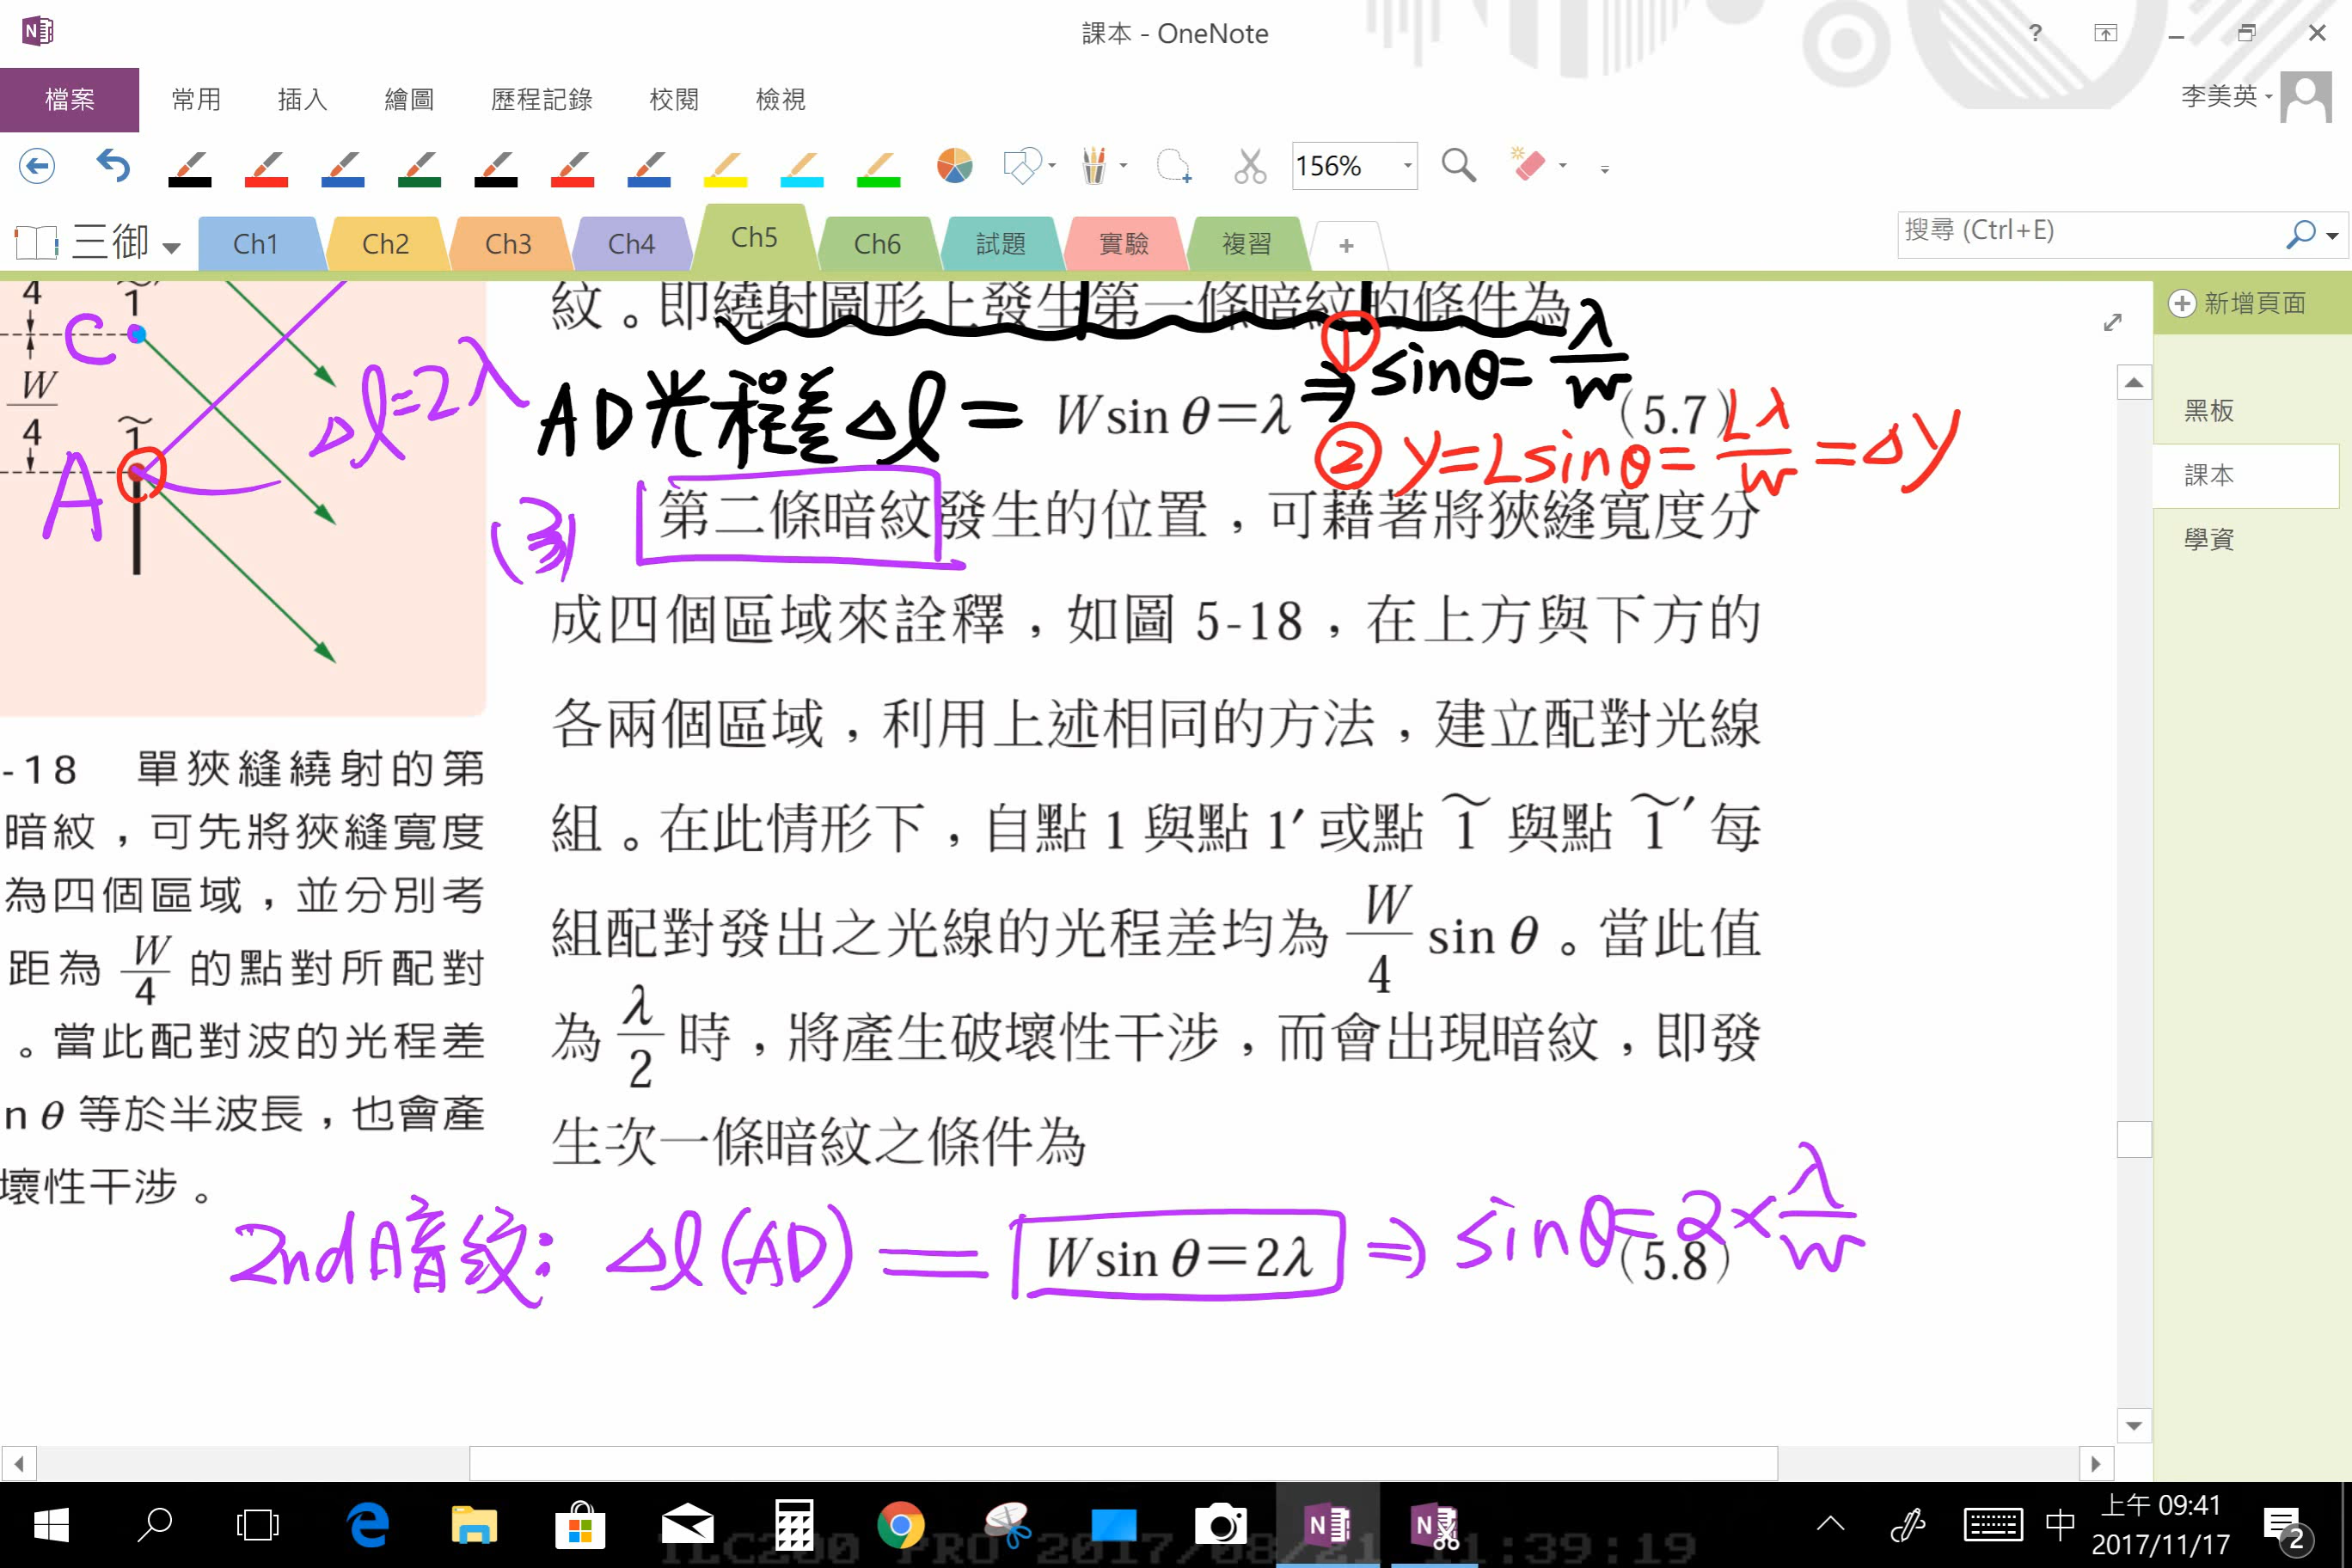 課本 - OneNote
?
檔案 常用 插入 繪圖 歷程記錄 校閱 檢視
李美英
156%
三御 Ch1 Ch2 Ch3 Ch4 Ch5 Ch6 試題 實驗 複習 +
搜尋 (Ctrl+E)
新增頁面
黑板
課本
學資
4
1
C
W
4
1
A
Δl=2λ
紋。即繞射圖形上發生第一條暗紋的條件為
AD光程差Δl= W sin θ=λ ⇒ sinθ=λ/w (5.7)
①
② y=Lsinθ=Lλ/w=Δy
(3) 第二條暗紋發生的位置,可藉著將狹縫寬度分
成四個區域來詮釋,如圖 5-18,在上方與下方的
各兩個區域,利用上述相同的方法,建立配對光線
組。在此情形下,自點 1 與點 1′ 或點 1̃ 與點 1̃′ 每
組配對發出之光線的光程差均為 W/4 sin θ。當此值
為 λ/2 時,將產生破壞性干涉,而會出現暗紋,即發
生次一條暗紋之條件為
2nd暗紋: Δl(AD) = W sin θ=2λ ⇒ sinθ=2×λ/w
(5.8)
-18 單狹縫繞射的第
暗紋,可先將狹縫寬度
為四個區域,並分別考
距為 W/4 的點對所配對
。當此配對波的光程差
n θ 等於半波長,也會產
壞性干涉。
中
上午 09:41
2017/11/17
2
ILC200 PRO 2017/08/21 11:39:19